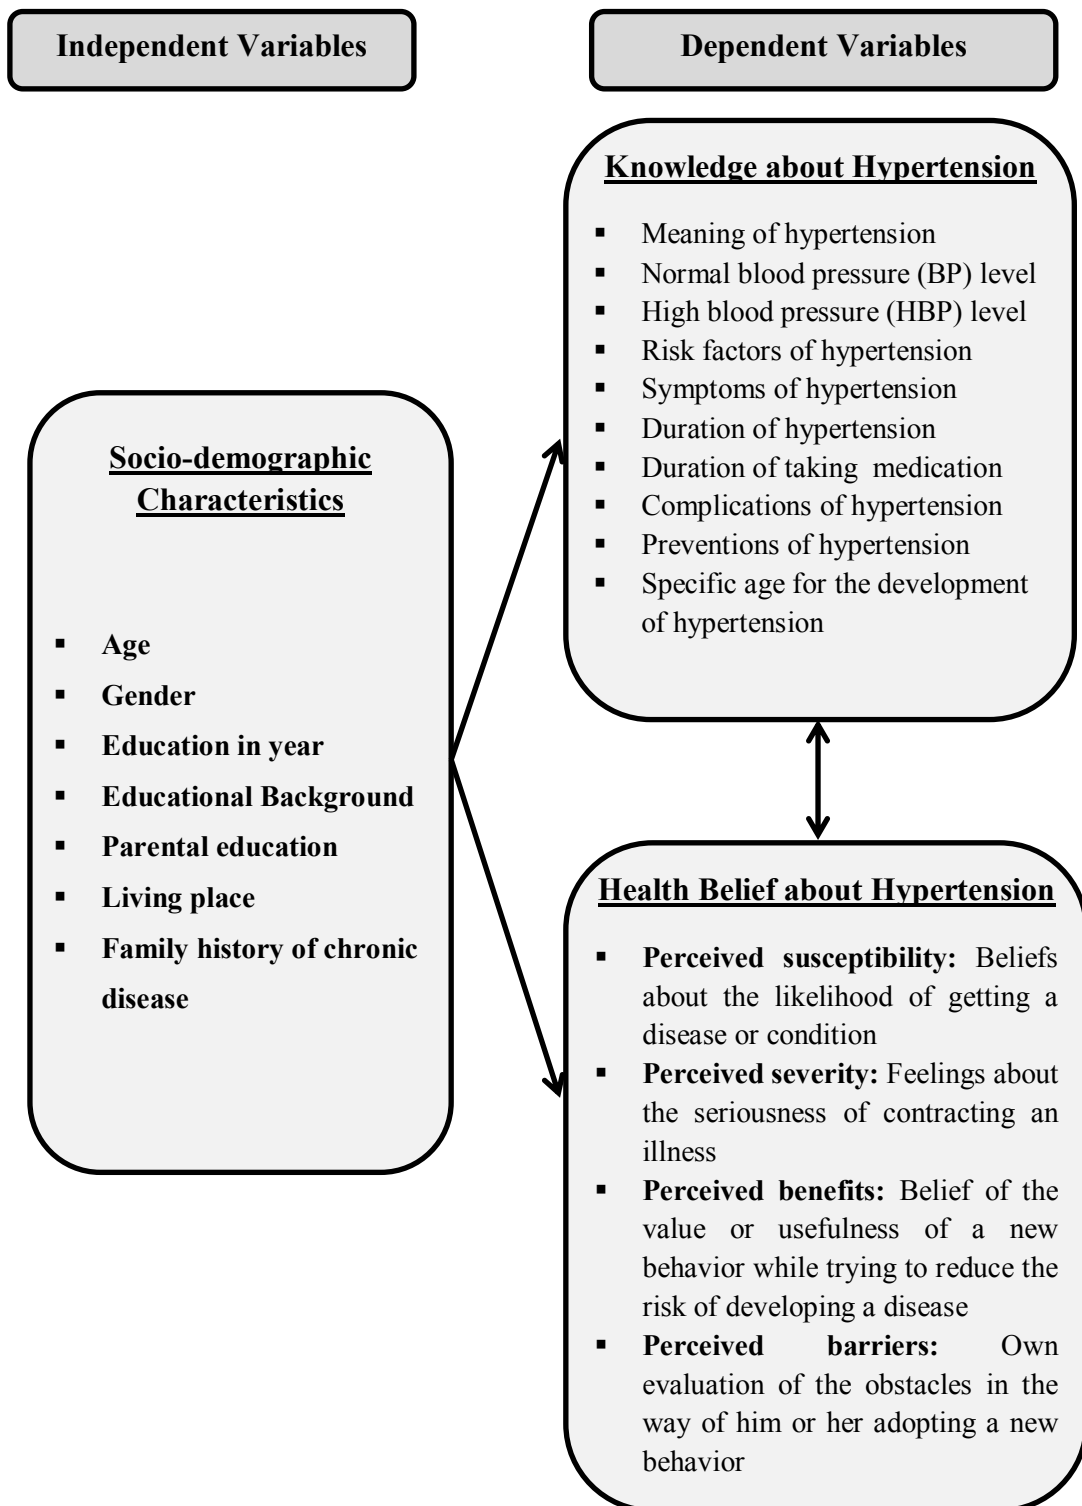 Independent Variables
Dependent Variables
Socio-demographic
Characteristics
▪ Age
▪ Gender
▪ Education in year
▪ Educational Background
▪ Parental education
▪ Living place
▪ Family history of chronic
disease
Knowledge about Hypertension
▪ Meaning of hypertension
▪ Normal blood pressure (BP) level
▪ High blood pressure (HBP) level
▪ Risk factors of hypertension
▪ Symptoms of hypertension
▪ Duration of hypertension
▪ Duration of taking medication
▪ Complications of hypertension
▪ Preventions of hypertension
▪ Specific age for the development
of hypertension
Health Belief about Hypertension
▪ Perceived susceptibility: Beliefs
about the likelihood of getting a
disease or condition
▪ Perceived severity: Feelings about
the seriousness of contracting an
illness
▪ Perceived benefits: Belief of the
value or usefulness of a new
behavior while trying to reduce the
risk of developing a disease
▪ Perceived barriers: Own
evaluation of the obstacles in the
way of him or her adopting a new
behavior